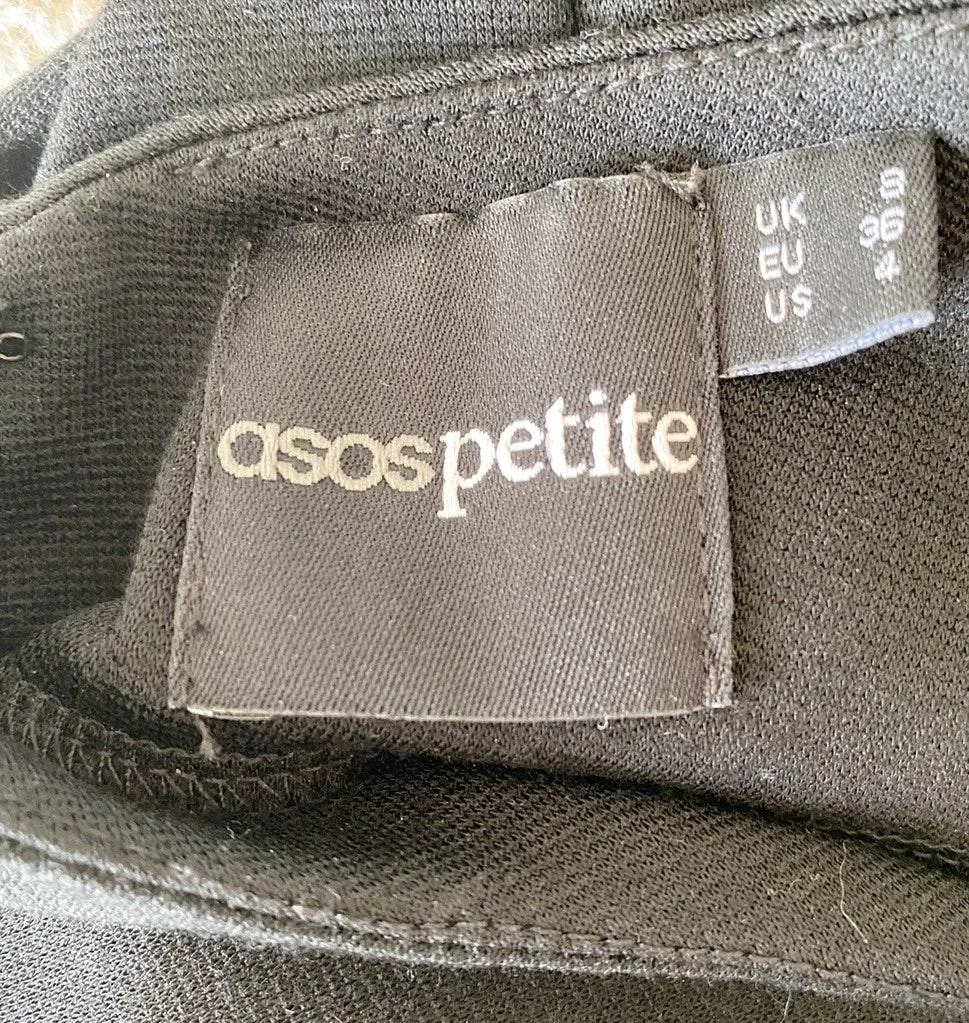 asospetite
UK 8
EU 36
US 4